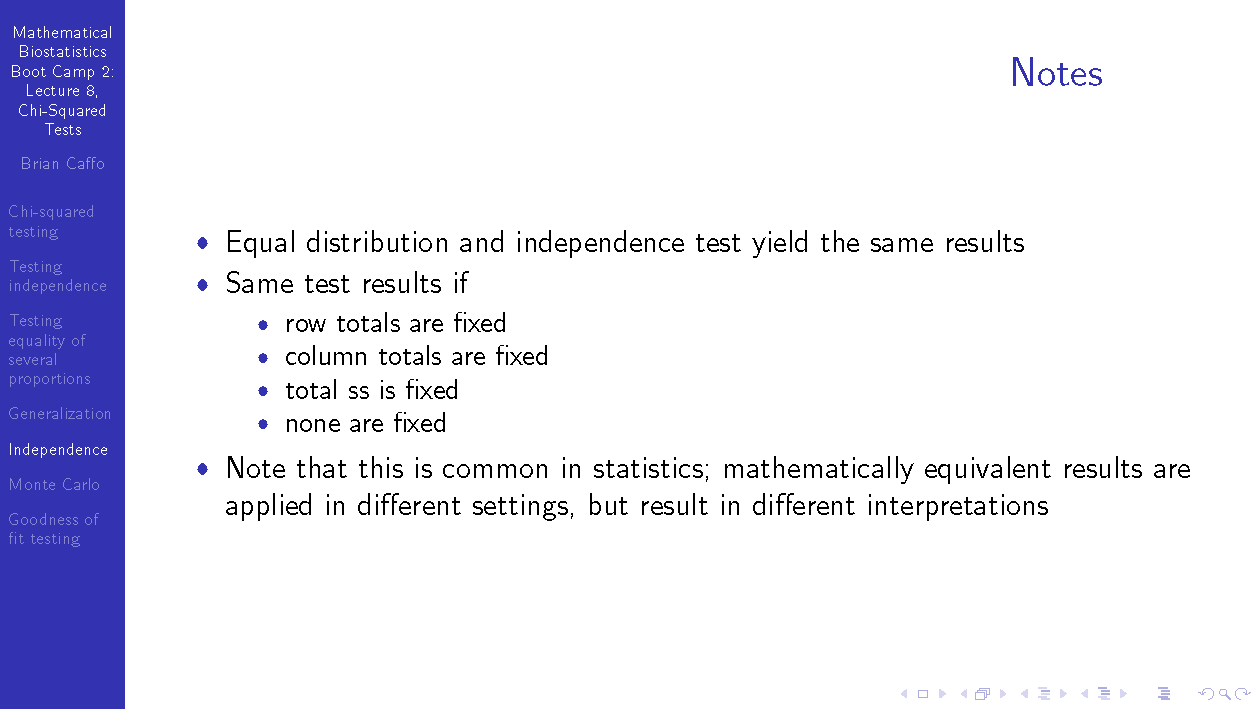 Mathematical
Biostatistics
Boot Camp 2:
Lecture 8,
Chi-Squared
Tests
Brian Caffo
Chi-squared
testing
Testing
independence
Testing
equality of
several
proportions
Generalization
Independence
Monte Carlo
Goodness of
fit testing
Notes
• Equal distribution and independence test yield the same results
• Same test results if
• row totals are fixed
• column totals are fixed
• total ss is fixed
• none are fixed
• Note that this is common in statistics; mathematically equivalent results are
applied in different settings, but result in different interpretations